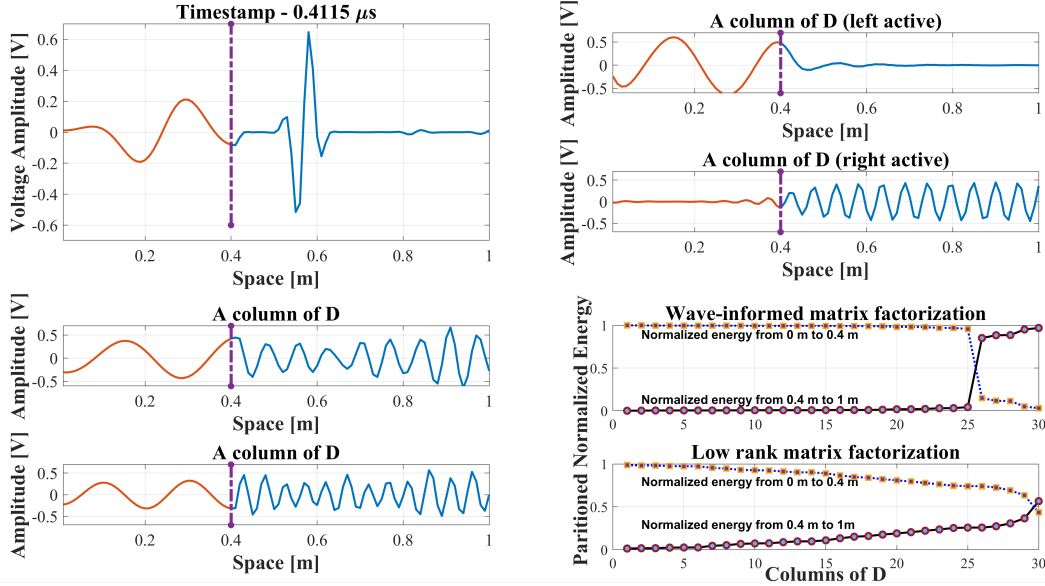 Timestamp - 0.4115 μs
Voltage Amplitude [V]
0.6
0.4
0.2
0
-0.2
-0.4
-0.6
0.2 0.4 0.6 0.8 1
Space [m]
A column of D (left active)
Amplitude [V]
0.5
0
-0.5
0.2 0.4 0.6 0.8 1
Space [m]
A column of D (right active)
Amplitude [V]
0.5
0
-0.5
0.2 0.4 0.6 0.8 1
Space [m]
A column of D
Amplitude [V]
0.5
0
-0.5
0.2 0.4 0.6 0.8 1
Space [m]
A column of D
Amplitude [V]
0.5
0
-0.5
0.2 0.4 0.6 0.8 1
Space [m]
Paritioned Normalized Energy
Wave-informed matrix factorization
1
Normalized energy from 0 m to 0.4 m
0.5
Normalized energy from 0.4 m to 1 m
0
0 5 10 15 20 25 30
Low rank matrix factorization
1
Normalized energy from 0 m to 0.4 m
0.5
Normalized energy from 0.4 m to 1m
0
0 5 10 15 20 25 30
Columns of D